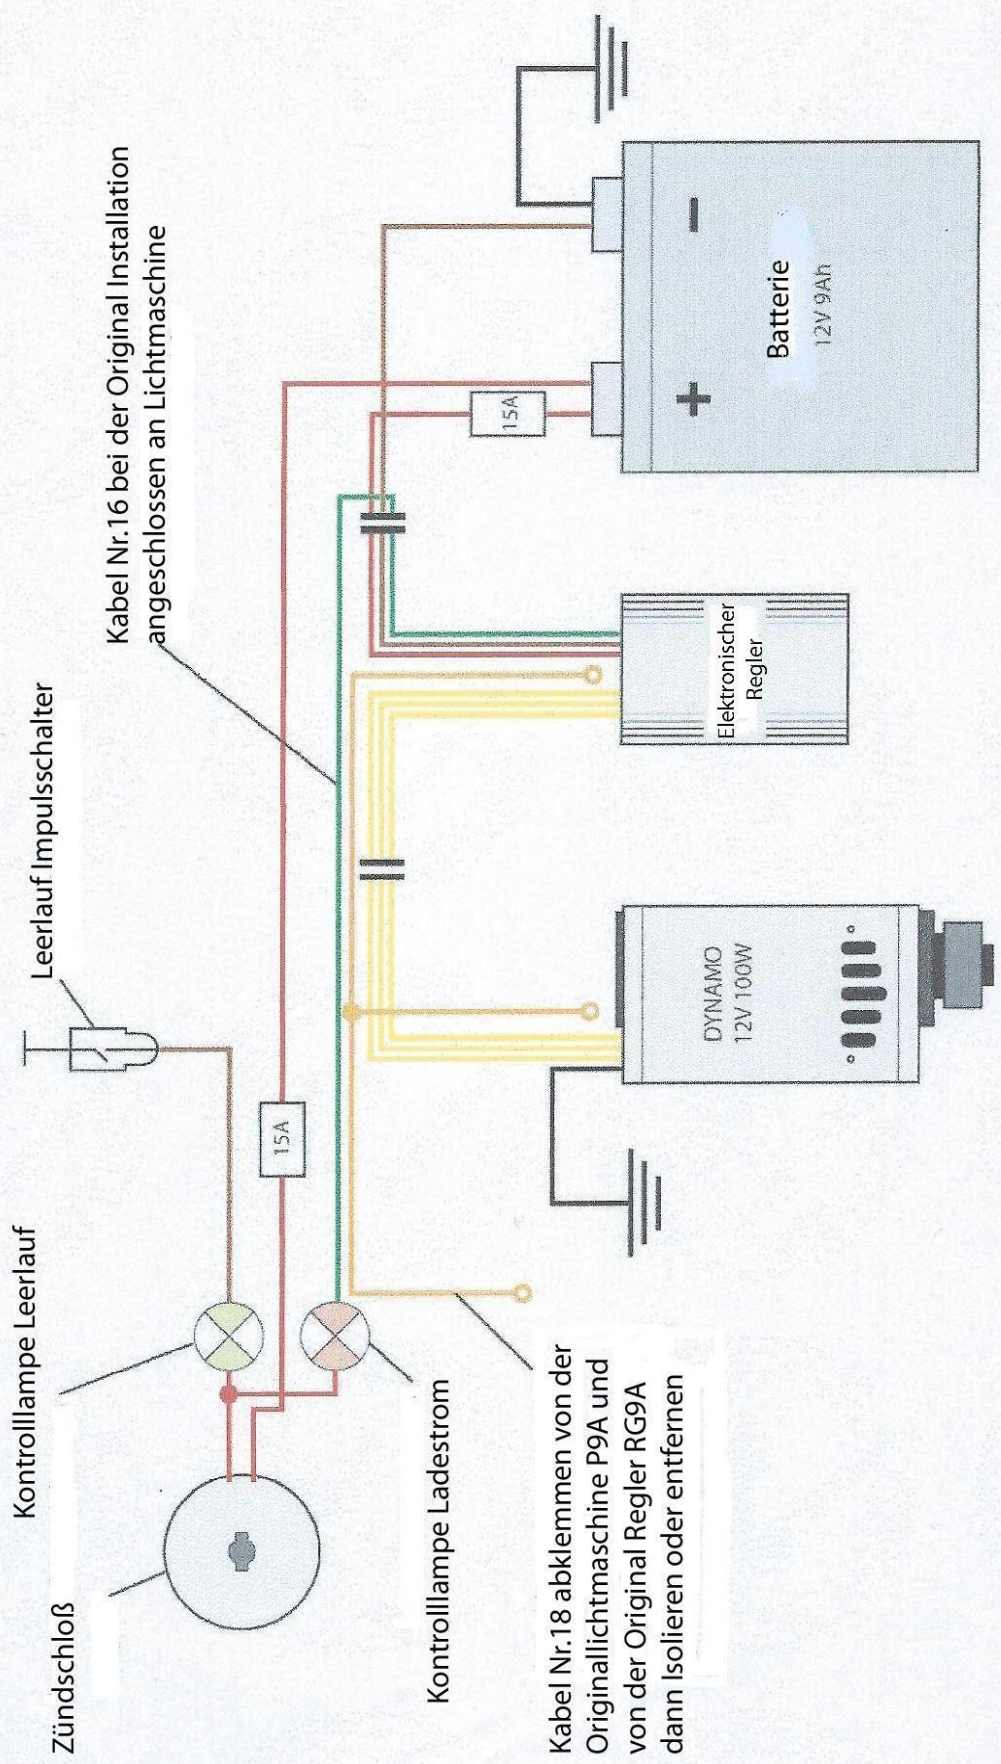 Zündschloß
Kontrolllampe Leerlauf
Leerlauf Impulsschalter
Kabel Nr.16 bei der Original Installation
angeschlossen an Lichtmaschine
15A
15A
Kontrolllampe Ladestrom
Kabel Nr.18 abklemmen von der
Originallichtmaschine P9A und
von der Original Regler RG9A
dann Isolieren oder entfernen
DYNAMO
12V 100W
Elektronischer
Regler
+
−
Batterie
12V 9Ah